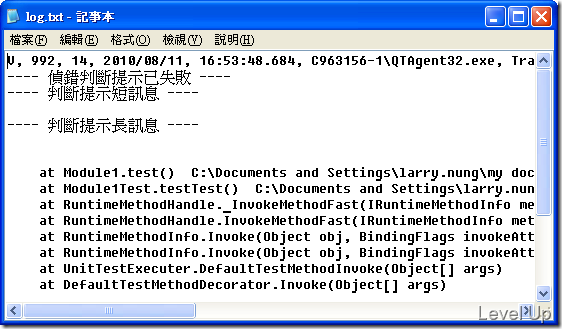 log.txt - 記事本
檔案(F) 編輯(E) 格式(O) 檢視(V) 說明(H)
V, 992, 14, 2010/08/11, 16:53:48.684, C963156-1\QTAgent32.exe, Tra
---- 偵錯判斷提示已失敗 ----
---- 判斷提示短訊息 ----
---- 判斷提示長訊息 ----
at Module1.test()  C:\Documents and Settings\larry.nung\my doc
at Module1Test.testTest()  C:\Documents and Settings\larry.nun
at RuntimeMethodHandle._InvokeMethodFast(IRuntimeMethodInfo me
at RuntimeMethodHandle.InvokeMethodFast(IRuntimeMethodInfo met
at RuntimeMethodInfo.Invoke(Object obj, BindingFlags invokeAtt
at RuntimeMethodInfo.Invoke(Object obj, BindingFlags invokeAtt
at UnitTestExecuter.DefaultTestMethodInvoke(Object[] args)
at DefaultTestMethodDecorator.Invoke(Object[] args)
Level Up